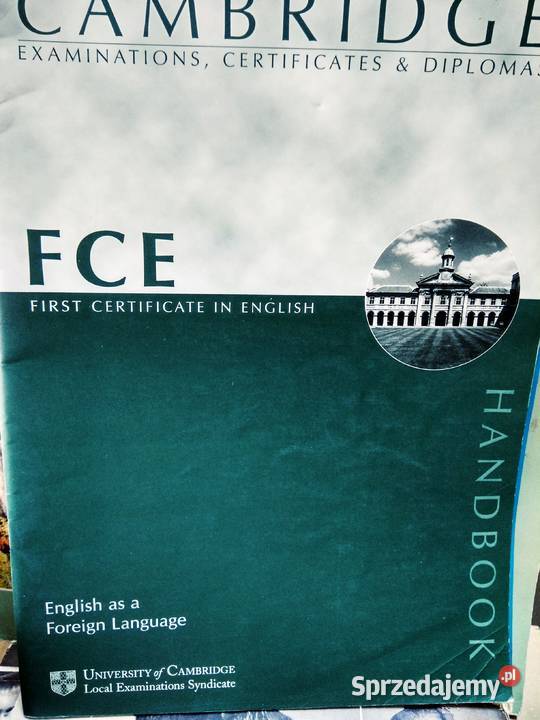 CAMBRIDGE
EXAMINATIONS, CERTIFICATES & DIPLOMAS
FCE
FIRST CERTIFICATE IN ENGLISH
HANDBOOK
English as a
Foreign Language
UNIVERSITY of CAMBRIDGE
Local Examinations Syndicate
Sprzedajemy.pl